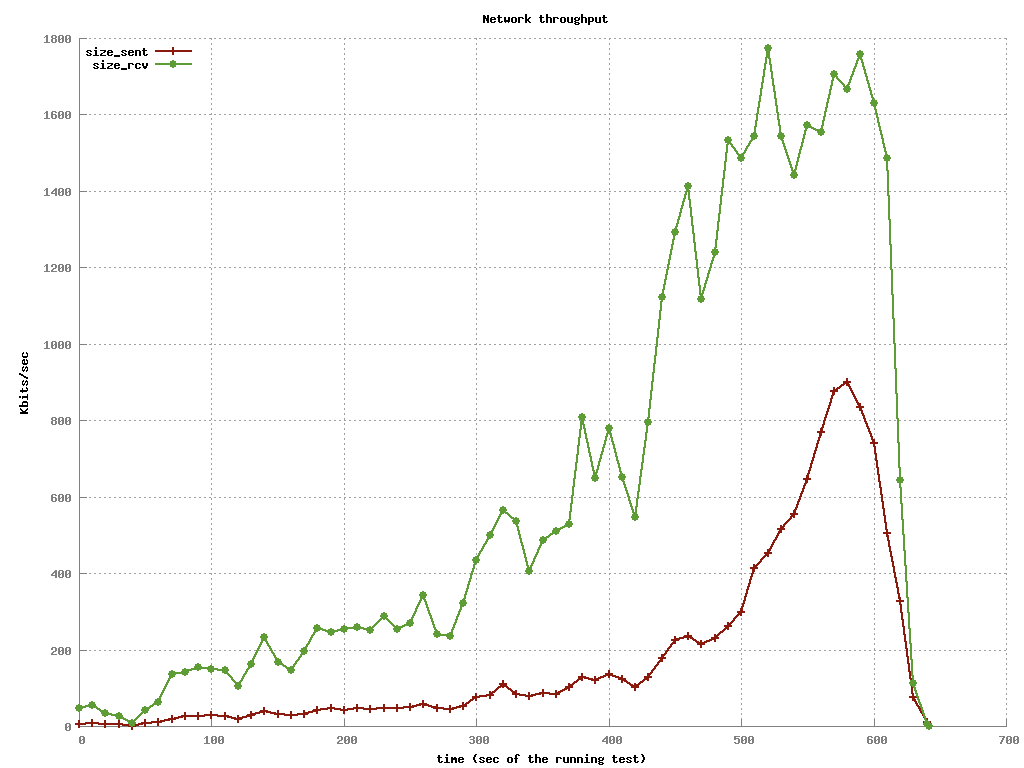 Network throughput
size_sent
size_rcv
1800
1600
1400
1200
1000
800
600
400
200
0
Kbits/sec
0 100 200 300 400 500 600 700
time (sec of the running test)